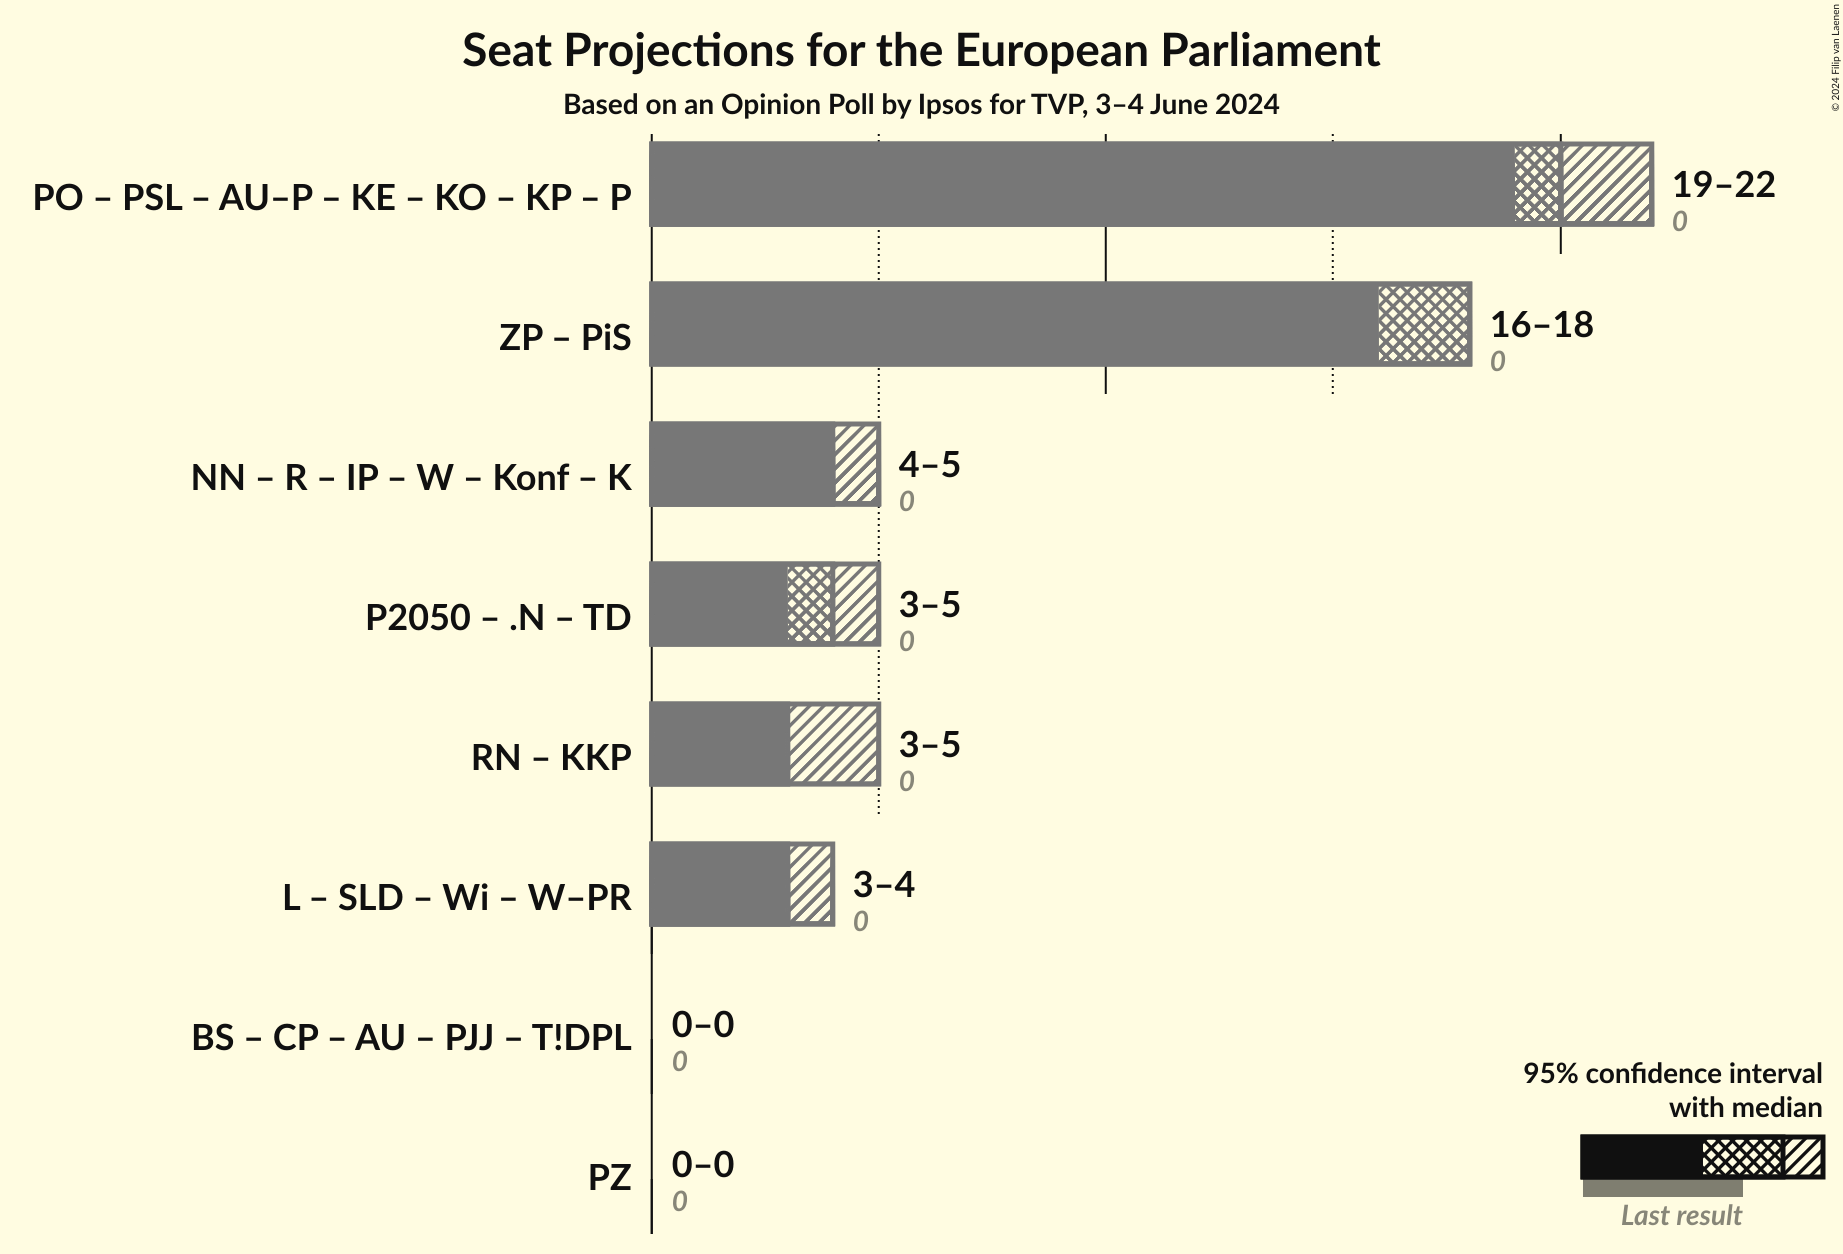 Seat Projections for the European Parliament
Based on an Opinion Poll by Ipsos for TVP, 3–4 June 2024
© 2024 Filip van Laenen
PO – PSL – AU–P – KE – KO – KP – P
19–22
0
ZP – PiS
16–18
0
NN – R – IP – W – Konf – K
4–5
0
P2050 – .N – TD
3–5
0
RN – KKP
3–5
0
L – SLD – Wi – W–PR
3–4
0
BS – CP – AU – PJJ – T!DPL
0–0
0
PZ
0–0
0
95% confidence interval
with median
Last result